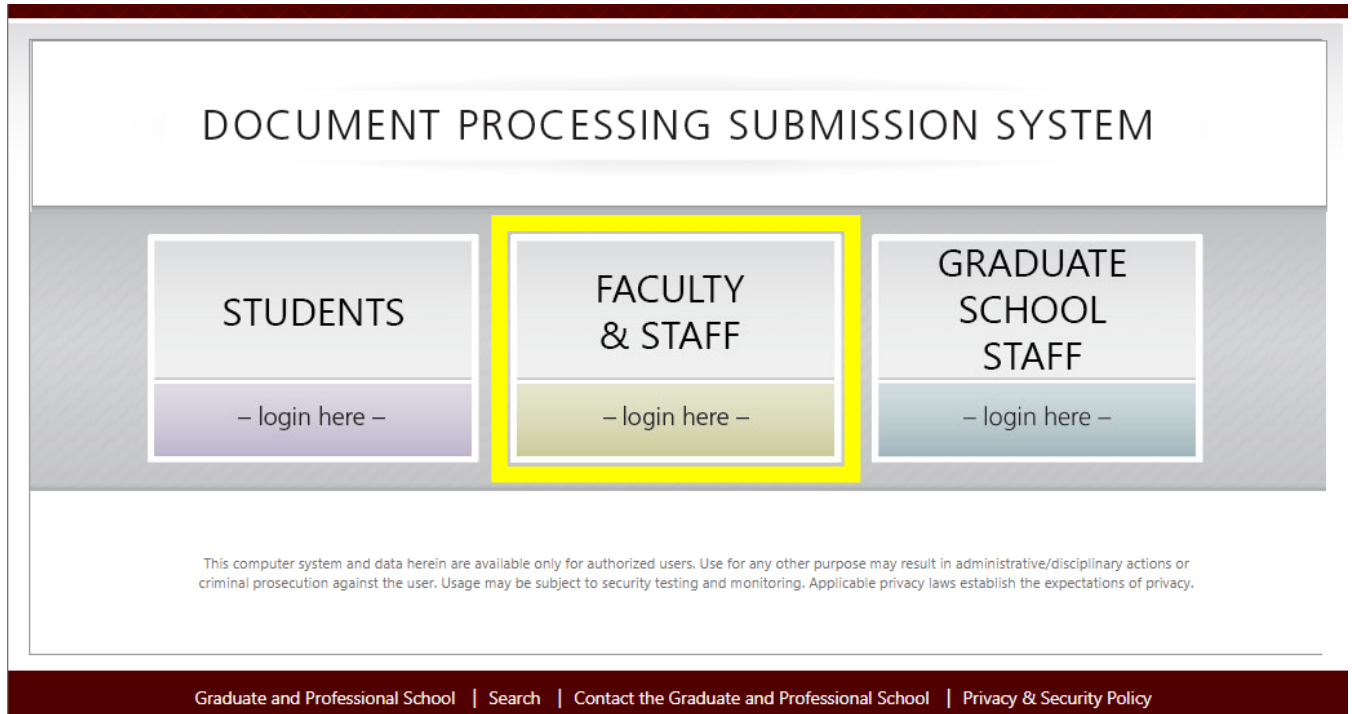 DOCUMENT PROCESSING SUBMISSION SYSTEM
STUDENTS
– login here –
FACULTY
& STAFF
– login here –
GRADUATE
SCHOOL
STAFF
– login here –
This computer system and data herein are available only for authorized users. Use for any other purpose may result in administrative/disciplinary actions or
criminal prosecution against the user. Usage may be subject to security testing and monitoring. Applicable privacy laws establish the expectations of privacy.
Graduate and Professional School | Search | Contact the Graduate and Professional School | Privacy & Security Policy